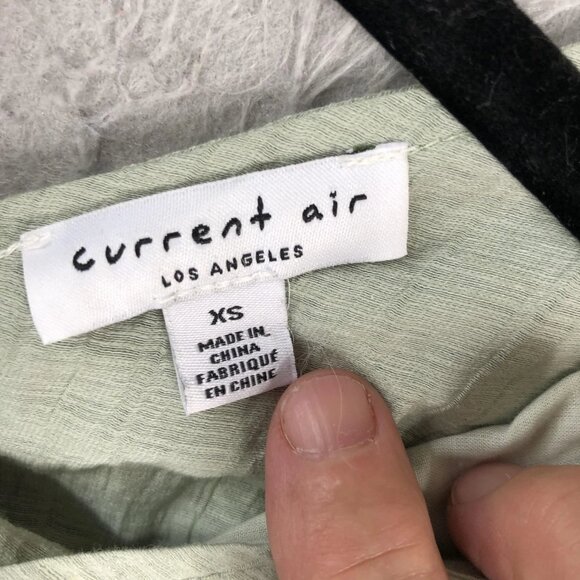 current air
LOS ANGELES
XS
MADE IN
CHINA
FABRIQUÉ
EN CHINE